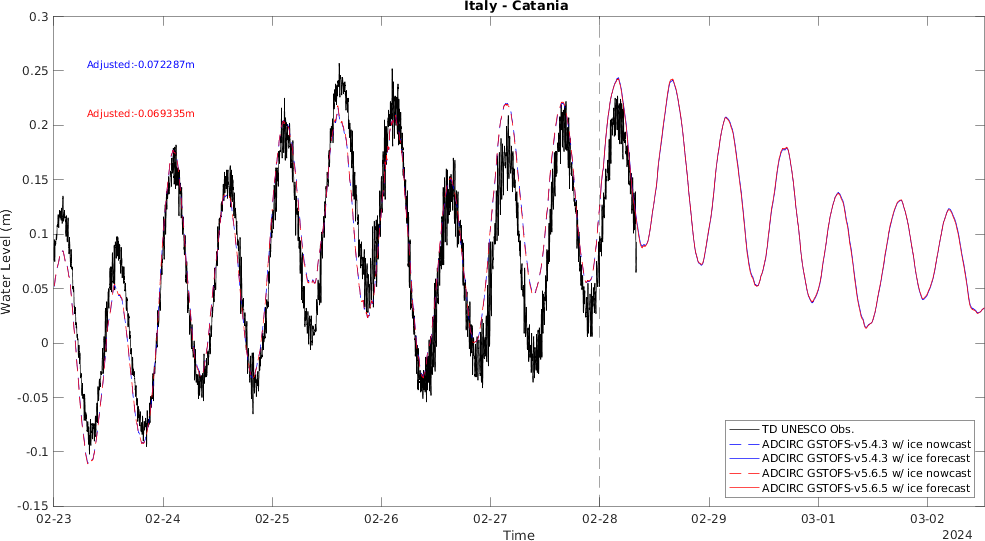 Italy - Catania
0.3
0.25
0.2
0.15
0.1
0.05
0
-0.05
-0.1
-0.15
Water Level (m)
Adjusted:-0.072287m
Adjusted:-0.069335m
TD UNESCO Obs.
ADCIRC GSTOFS-v5.4.3 w/ ice nowcast
ADCIRC GSTOFS-v5.4.3 w/ ice forecast
ADCIRC GSTOFS-v5.6.5 w/ ice nowcast
ADCIRC GSTOFS-v5.6.5 w/ ice forecast
02-23 02-24 02-25 02-26 02-27 02-28 02-29 03-01 03-02
Time
2024